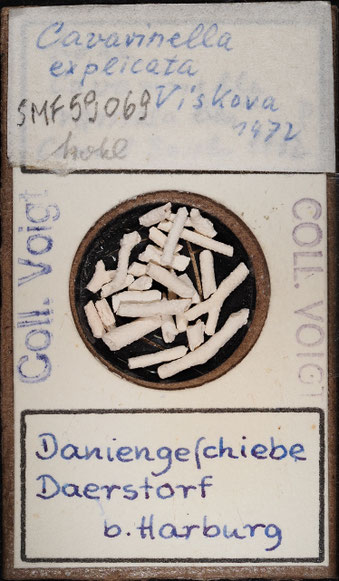 Cavarinella
explicata
SMF 59069 Viskova
1972
Coll. Voigt
COLL. VOIGT
Daniengeſchiebe
Daerstorf
b. Harburg